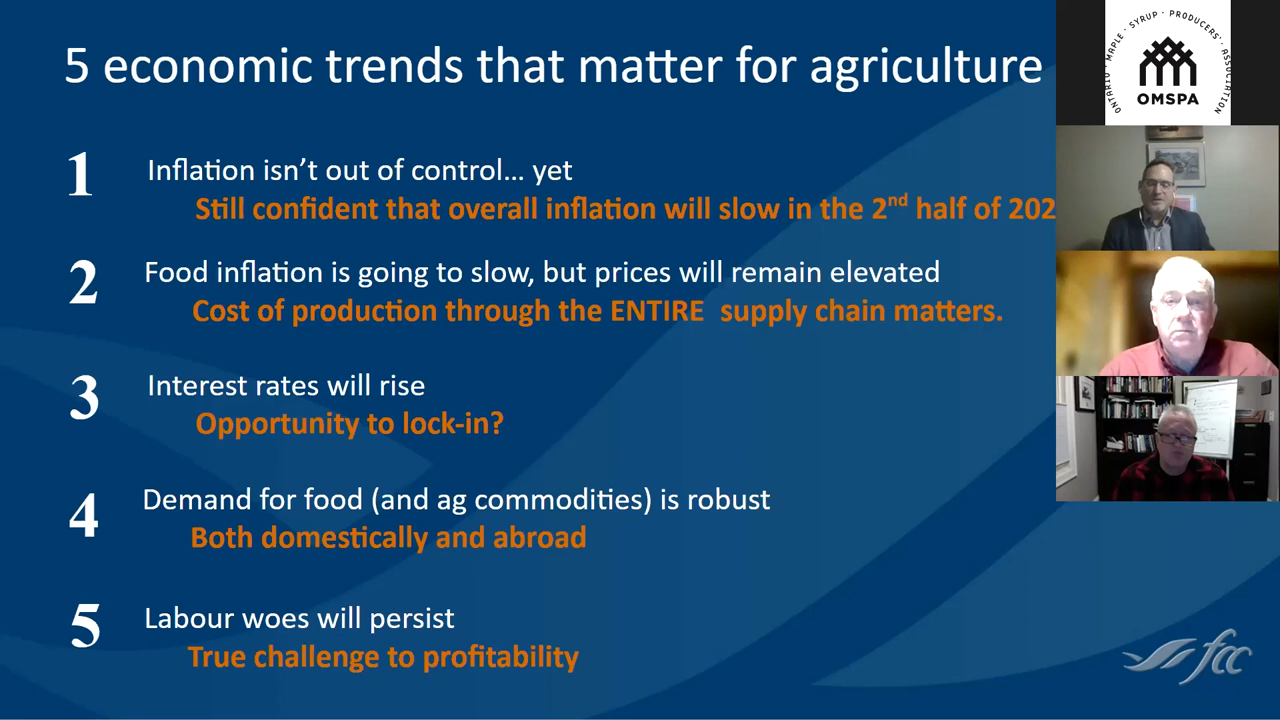 5 economic trends that matter for agriculture
ONTARIO · MAPLE · SYRUP · PRODUCERS' · ASSOCIATION
OMSPA
1
Inflation isn't out of control... yet
Still confident that overall inflation will slow in the 2nd half of 202
2
Food inflation is going to slow, but prices will remain elevated
Cost of production through the ENTIRE supply chain matters.
3
Interest rates will rise
Opportunity to lock-in?
4
Demand for food (and ag commodities) is robust
Both domestically and abroad
5
Labour woes will persist
True challenge to profitability
fcc